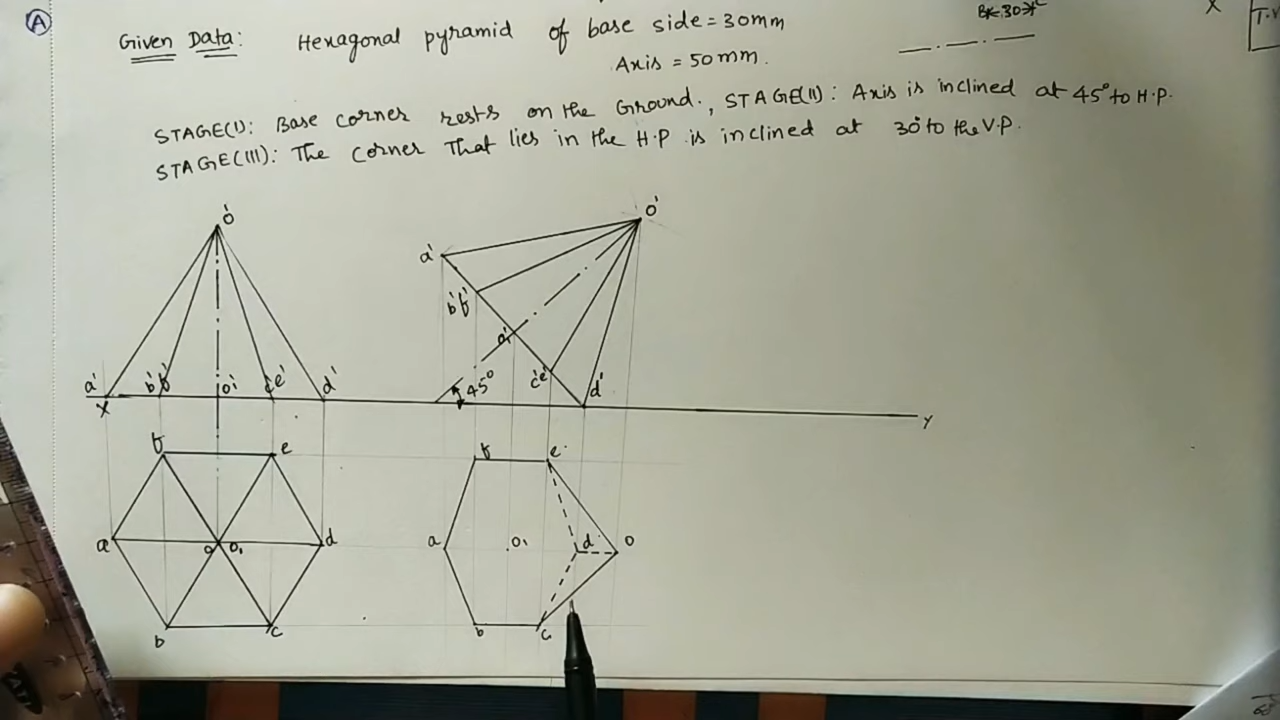 A
Given Data: Hexagonal pyramid of base side = 30mm
Axis = 50mm.
STAGE(I): Base corner rests on the Ground., STAGE(II): Axis is inclined at 45° to H.P.
STAGE(III): The corner That lies in the H.P is inclined at 30° to the V.P.
X
T.V
o' o'
a'
b'f'
o1'
a' b'f' o1' c'e' d' 45° c'e' d'
X Y
f e f e
a o o1 d a o1 d o
b c b c